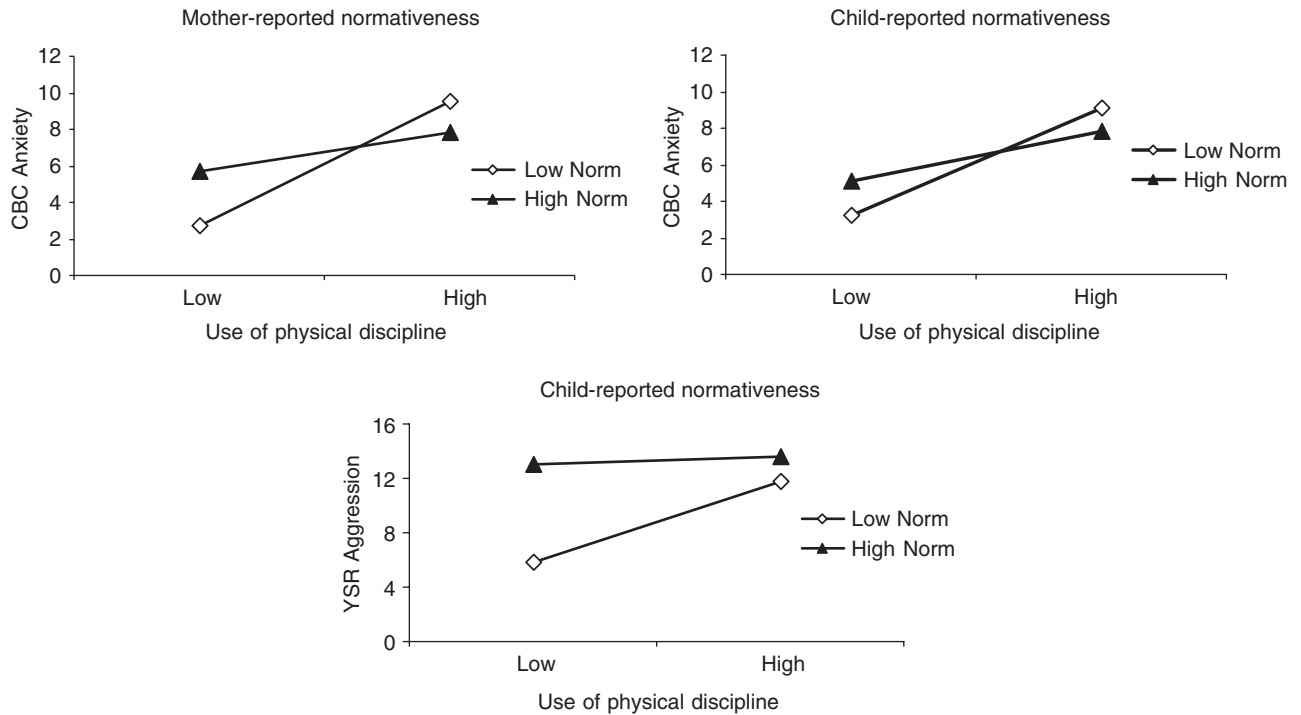 Mother-reported normativeness
12
10
8
6
4
2
0
CBC Anxiety
Low
High
Use of physical discipline
Low Norm
High Norm
Child-reported normativeness
12
10
8
6
4
2
0
CBC Anxiety
Low
High
Use of physical discipline
Low Norm
High Norm
Child-reported normativeness
16
12
8
4
0
YSR Aggression
Low
High
Use of physical discipline
Low Norm
High Norm